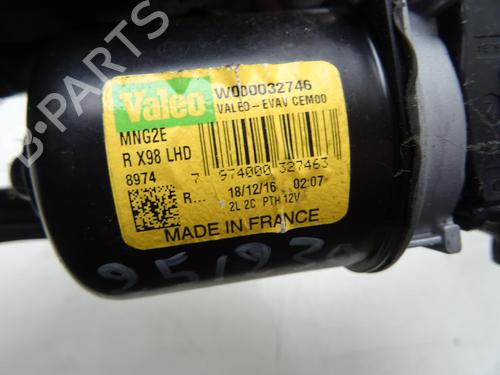 Valeo
W000032746
VALEO-EVAV CEM00
MNG2E
R X98 LHD
8974
7 974000 327463
R... 18/12/16 02:07
2L 2C PTH 12V
MADE IN FRANCE
B-PARTS